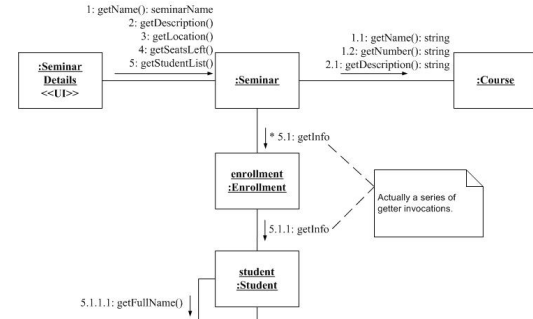 1: getName(): seminarName
2: getDescription()
3: getLocation()
4: getSeatsLeft()
5: getStudentList()
1.1: getName(): string
1.2: getNumber(): string
2.1: getDescription(): string
:Seminar
Details
<<UI>>
:Seminar
:Course
* 5.1: getInfo
enrollment
:Enrollment
Actually a series of
getter invocations.
5.1.1: getInfo
student
:Student
5.1.1.1: getFullName()